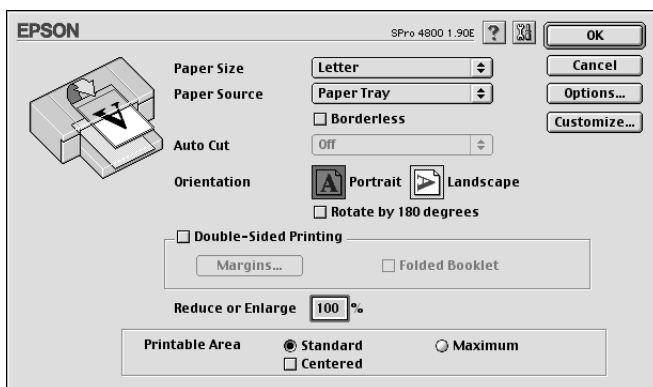 EPSON
SPro 4800 1.90E ?
OK
Paper Size Letter
Cancel
Paper Source Paper Tray
Options...
Borderless
Customize...
Auto Cut Off
Orientation A Portrait A Landscape
Rotate by 180 degrees
Double-Sided Printing
Margins... Folded Booklet
Reduce or Enlarge 100 %
Printable Area Standard Maximum
Centered
A